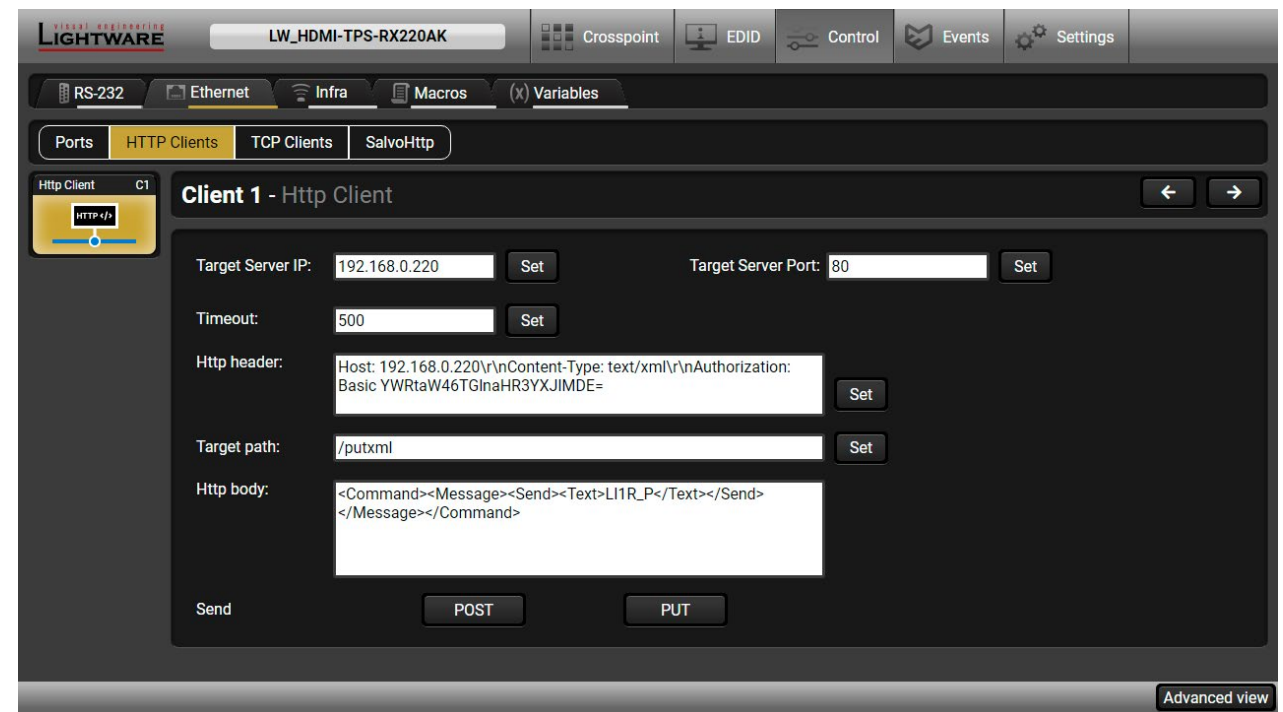 visual engineering
LIGHTWARE
LW_HDMI-TPS-RX220AK
Crosspoint
EDID
Control
Events
Settings
RS-232
Ethernet
Infra
Macros
(x) Variables
Ports
HTTP Clients
TCP Clients
SalvoHttp
Http Client C1
HTTP </>
Client 1 - Http Client
Target Server IP: 192.168.0.220 Set
Target Server Port: 80 Set
Timeout: 500 Set
Http header:
Host: 192.168.0.220\r\nContent-Type: text/xml\r\nAuthorization:
Basic YWRtaW46TGlnaHR3YXJlMDE=
Set
Target path: /putxml Set
Http body:
<Command><Message><Send><Text>LI1R_P</Text></Send>
</Message></Command>
Send POST PUT
Advanced view